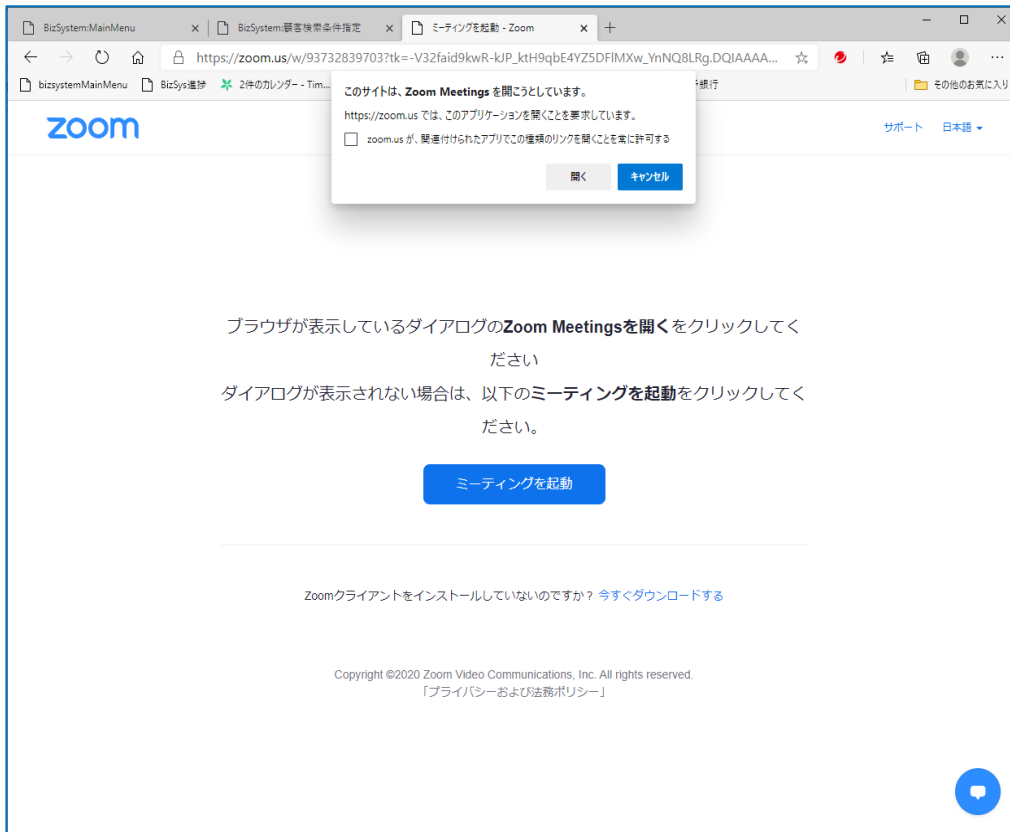 BizSystem:MainMenu
BizSystem:顧客検索条件指定
ミーティングを起動 - Zoom
https://zoom.us/w/93732839703?tk=-V32faid9kwR-kJP_ktH9qbE4YZ5DFlMXw_YnNQ8LRg.DQIAAAA...
bizsystemMainMenu
BizSys進捗
2件のカレンダー - Tim...
銀行
その他のお気に入り
このサイトは、Zoom Meetings を開こうとしています。
https://zoom.us では、このアプリケーションを開くことを要求しています。
zoom.us が、関連付けられたアプリでこの種類のリンクを開くことを常に許可する
開く
キャンセル
zoom
サポート
日本語
ブラウザが表示しているダイアログのZoom Meetingsを開くをクリックしてく
ださい
ダイアログが表示されない場合は、以下のミーティングを起動をクリックしてく
ださい。
ミーティングを起動
Zoomクライアントをインストールしていないのですか？ 今すぐダウンロードする
Copyright ©2020 Zoom Video Communications, Inc. All rights reserved.
「プライバシーおよび法務ポリシー」